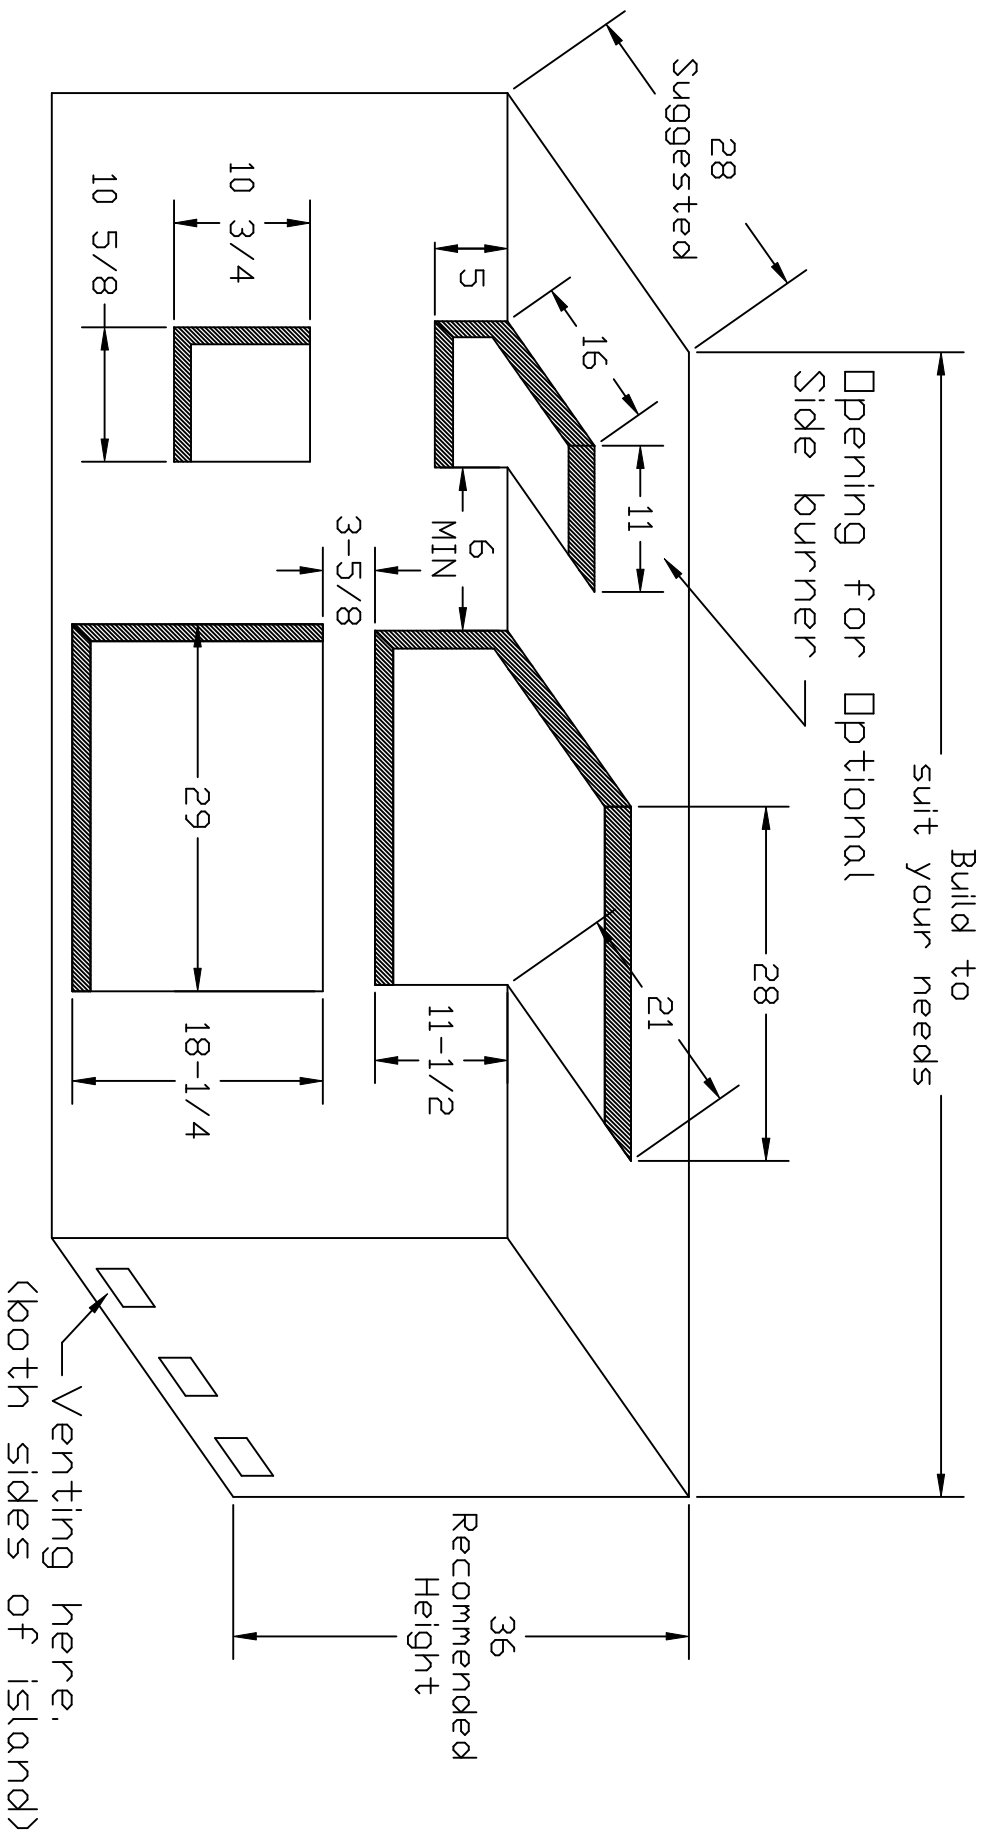 Build to
suit your needs
28
Suggested
Opening for Optional
Side burner
16
11
28
21
5
6
MIN
3-5/8
11-1/2
10 3/4
10 5/8
29
18-1/4
36
Recommended
Height
Venting here.
(both sides of island)